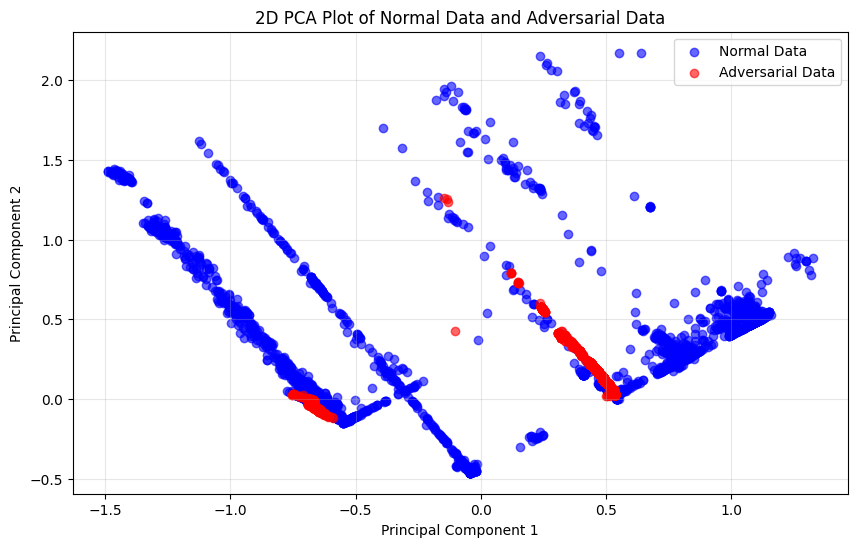 2D PCA Plot of Normal Data and Adversarial Data
Normal Data
Adversarial Data
2.0
1.5
1.0
0.5
0.0
−0.5
Principal Component 2
−1.5
−1.0
−0.5
0.0
0.5
1.0
Principal Component 1